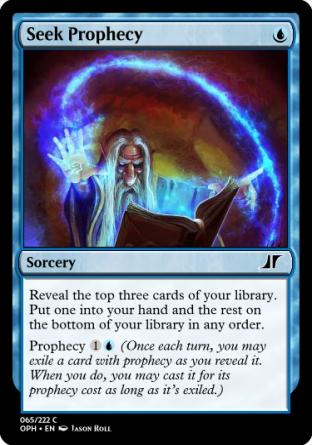 Seek Prophecy
Sorcery
Reveal the top three cards of your library.
Put one into your hand and the rest on
the bottom of your library in any order.
Prophecy 1 (Once each turn, you may
exile a card with prophecy as you reveal it.
When you do, you may cast it for its
prophecy cost as long as it's exiled.)
065/222 C
OPH • EN Jason Roll